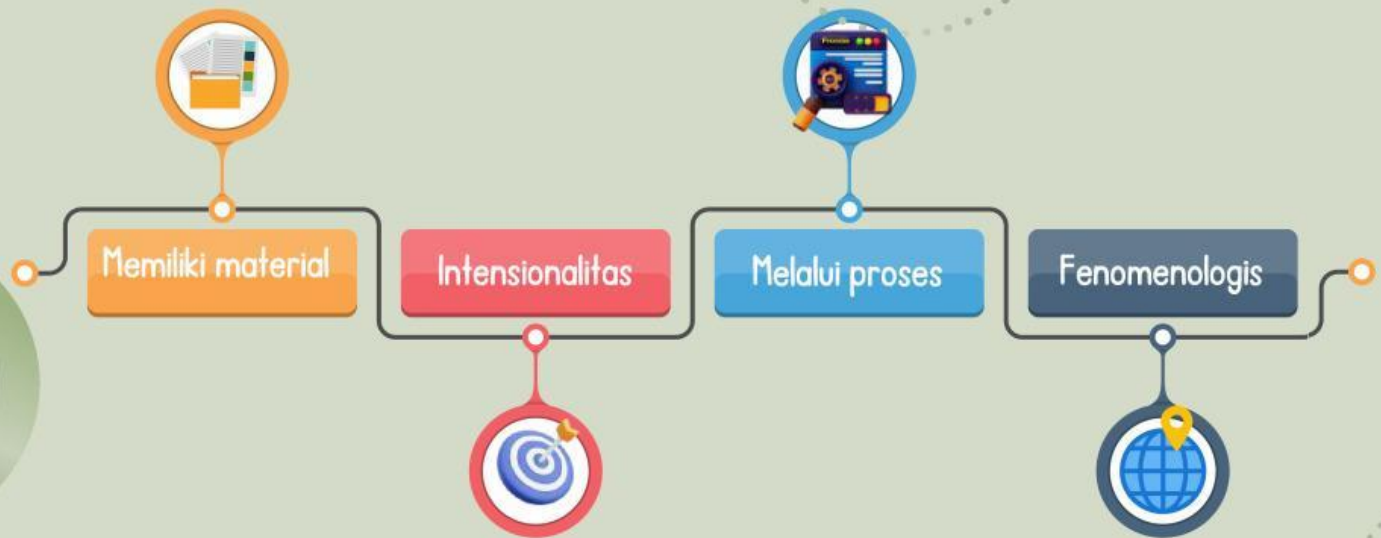 Memiliki material
Intensionalitas
Melalui proses
Fenomenologis